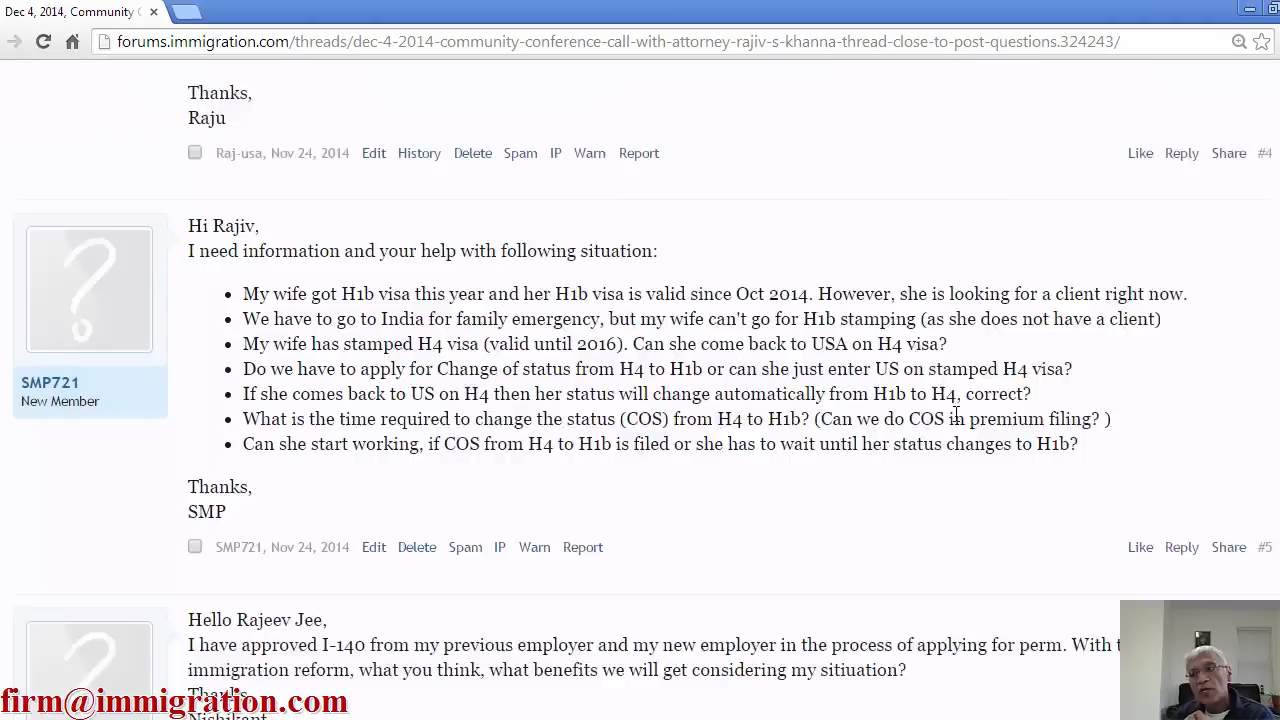 Dec 4, 2014, Community C
forums.immigration.com/threads/dec-4-2014-community-conference-call-with-attorney-rajiv-s-khanna-thread-close-to-post-questions.324243/
Thanks,
Raju
Raj-usa, Nov 24, 2014 Edit History Delete Spam IP Warn Report Like Reply Share #4
Hi Rajiv,
I need information and your help with following situation:
• My wife got H1b visa this year and her H1b visa is valid since Oct 2014. However, she is looking for a client right now.
• We have to go to India for family emergency, but my wife can't go for H1b stamping (as she does not have a client)
• My wife has stamped H4 visa (valid until 2016). Can she come back to USA on H4 visa?
• Do we have to apply for Change of status from H4 to H1b or can she just enter US on stamped H4 visa?
• If she comes back to US on H4 then her status will change automatically from H1b to H4, correct?
• What is the time required to change the status (COS) from H4 to H1b? (Can we do COS in premium filing? )
• Can she start working, if COS from H4 to H1b is filed or she has to wait until her status changes to H1b?
SMP721
New Member
Thanks,
SMP
SMP721, Nov 24, 2014 Edit Delete Spam IP Warn Report Like Reply Share #5
Hello Rajeev Jee,
I have approved I-140 from my previous employer and my new employer in the process of applying for perm. With t
immigration reform, what you think, what benefits we will get considering my sitiuation?
Thanks
Nishikant
firm@immigration.com